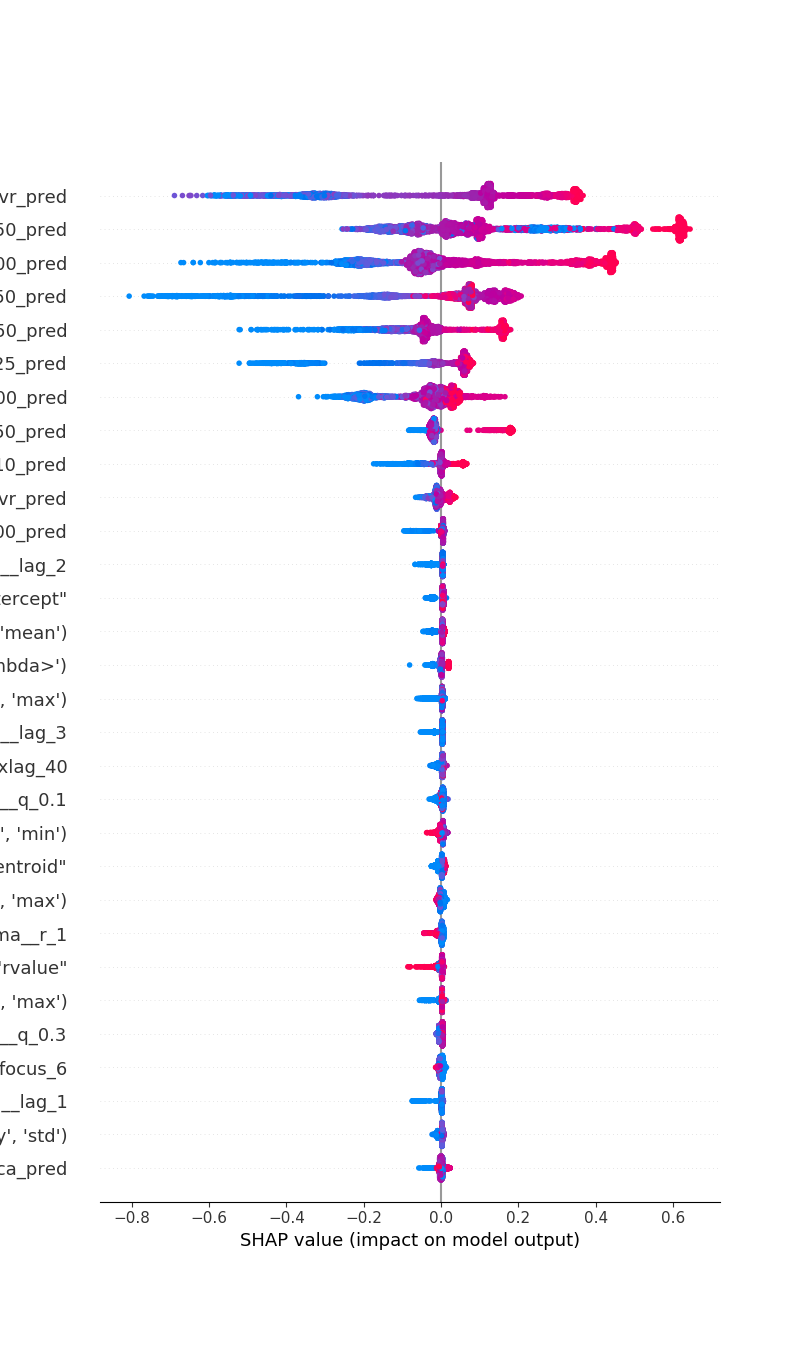 vr_pred
50_pred
00_pred
50_pred
50_pred
25_pred
00_pred
50_pred
10_pred
vr_pred
00_pred
__lag_2
tercept"
'mean')
nbda>')
, 'max')
__lag_3
xlag_40
__q_0.1
', 'min')
entroid"
, 'max')
ma__r_1
'rvalue"
, 'max')
__q_0.3
focus_6
__lag_1
y', 'std')
ca_pred
−0.8 −0.6 −0.4 −0.2 0.0 0.2 0.4 0.6
SHAP value (impact on model output)